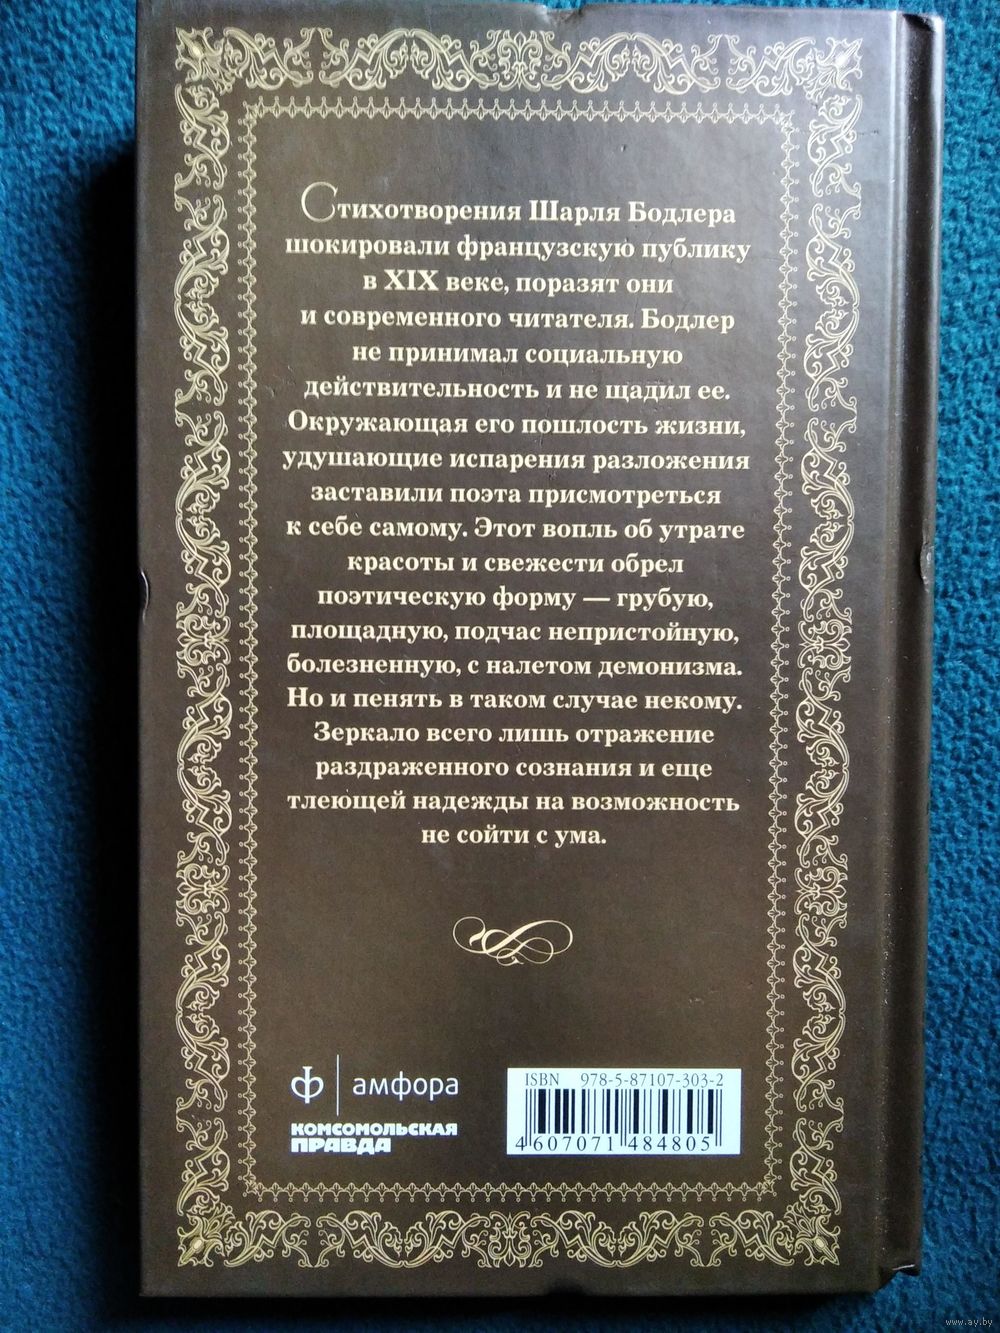 Стихотворения Шарля Бодлера
шокировали французскую публику
в XIX веке, поразят они
и современного читателя. Бодлер
не принимал социальную
действительность и не щадил ее.
Окружающая его пошлость жизни,
удушающие испарения разложения
заставили поэта присмотреться
к себе самому. Этот вопль об утрате
красоты и свежести обрел
поэтическую форму — грубую,
площадную, подчас непристойную,
болезненную, с налетом демонизма.
Но и пенять в таком случае некому.
Зеркало всего лишь отражение
раздраженного сознания и еще
тлеющей надежды на возможность
не сойти с ума.
амфора
КОМСОМОЛЬСКАЯ
ПРАВДА
ISBN 978-5-87107-303-2
4 607071 484805
www.ay.by